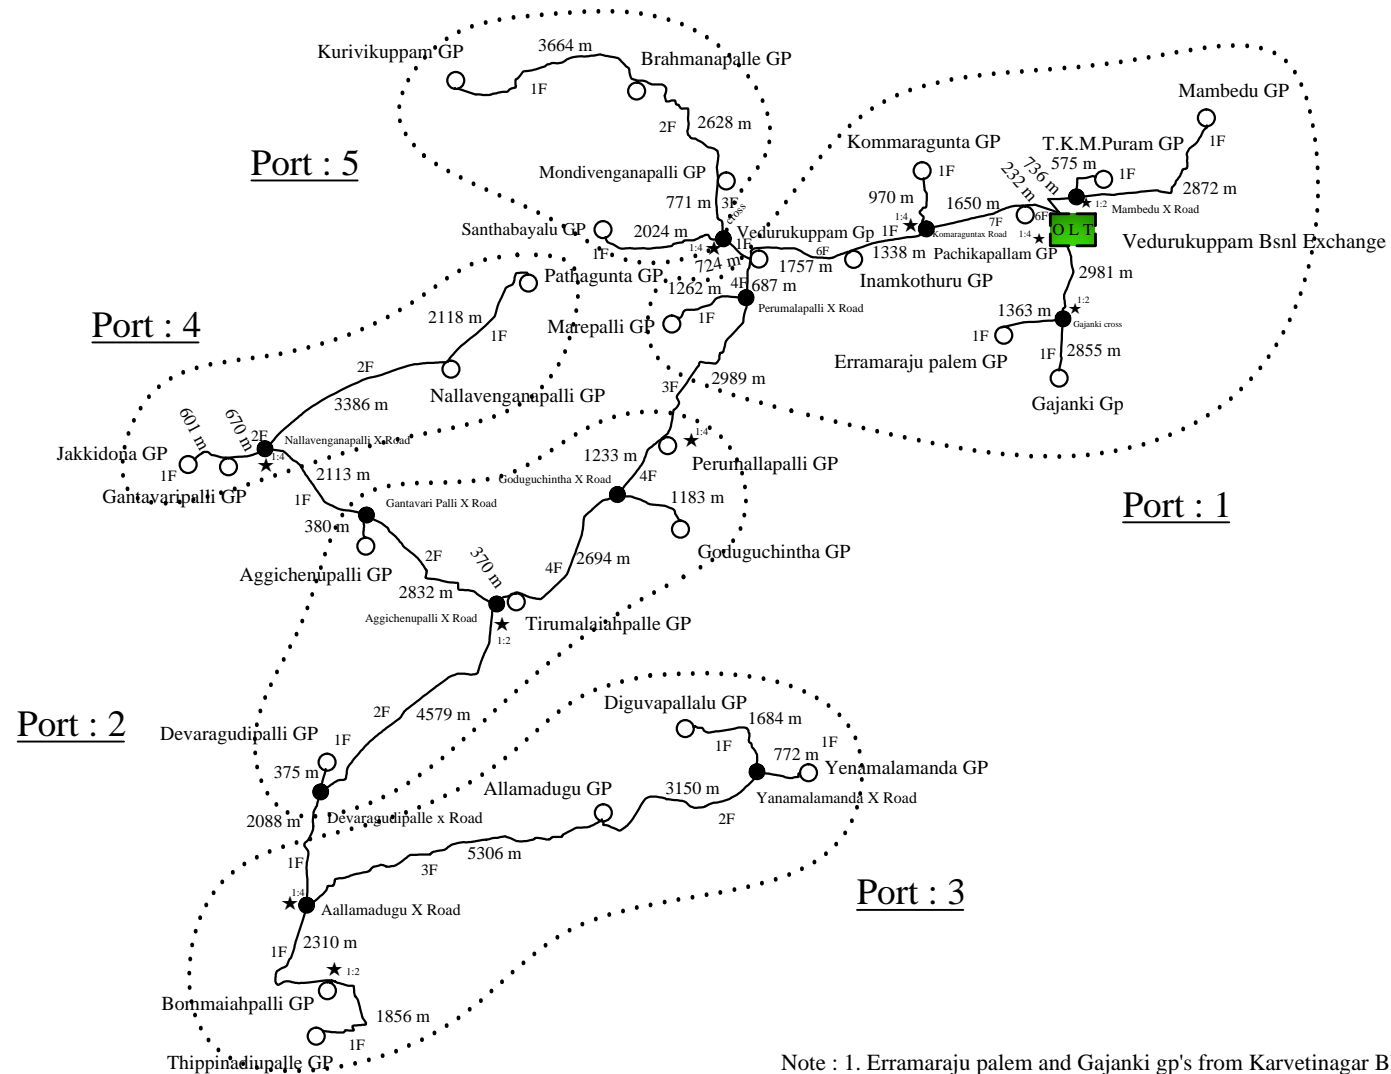 Kurivikuppam GP
3664 m
Brahmanapalle GP
1F
2F
2628 m
Port : 5
Mondivenganapalli GP
771 m
3F
cross
Santhabayalu GP
2024 m
1F
1:4
1F
724 m
Vedurukuppam Gp
Mambedu GP
1F
Kommaragunta GP
1F
T.K.M.Puram GP
575 m
1F
736 m
232 m
2872 m
1:2
Mambedu X Road
970 m
1650 m
1:4
7F
6F
Komaraguntax Road
1F
1338 m
1:4
Pachikapallam GP
O L T
Vedurukuppam Bsnl Exchange
6F
1757 m
Inamkothuru GP
2981 m
Pathagunta GP
1262 m
4F
687 m
Perumalapalli X Road
1F
Marepalli GP
1363 m
1:2
Gajanki cross
1F
Erramaraju palem GP
1F
2855 m
Gajanki Gp
Port : 4
2118 m
1F
2F
3386 m
Nallavenganapalli GP
2989 m
3F
601 m
670 m
2F
Nallavenganapalli X Road
1:4
Jakkidona GP
1F
Gantavaripalli GP
2113 m
1F
1:4
1233 m
Perumallapalli GP
4F
Goduguchintha X Road
1183 m
Goduguchintha GP
Port : 1
Gantavari Palli X Road
380 m
Aggichenupalli GP
2F
2832 m
370 m
4F
2694 m
Aggichenupalli X Road
Tirumalaiahpalle GP
1:2
2F
4579 m
Port : 2
Devaragudipalli GP
1F
375 m
2088 m
Devaragudipalle x Road
Diguvapallalu GP
1684 m
1F
1F
772 m
Yenamalamanda GP
Yanamalamanda X Road
Allamadugu GP
3150 m
2F
5306 m
3F
1F
1:4
Aallamadugu X Road
Port : 3
2310 m
1F
1:2
Bommaiahpalli GP
1856 m
1F
Thippinadiupalle GP
Note : 1. Erramaraju palem and Gajanki gp's from Karvetinagar B